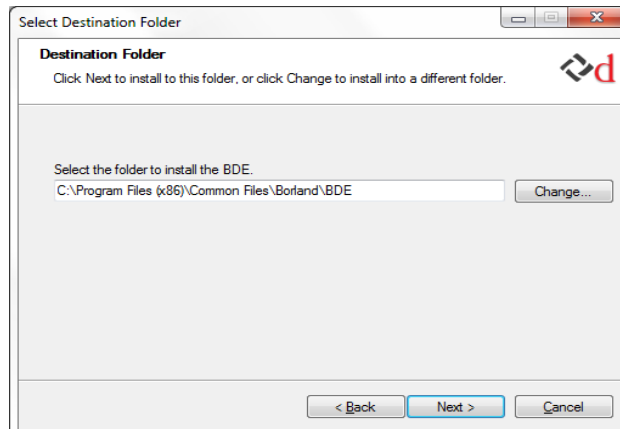 Select Destination Folder
Destination Folder
Click Next to install to this folder, or click Change to install into a different folder.
d
Select the folder to install the BDE.
C:\Program Files (x86)\Common Files\Borland\BDE
Change...
< Back
Next >
Cancel